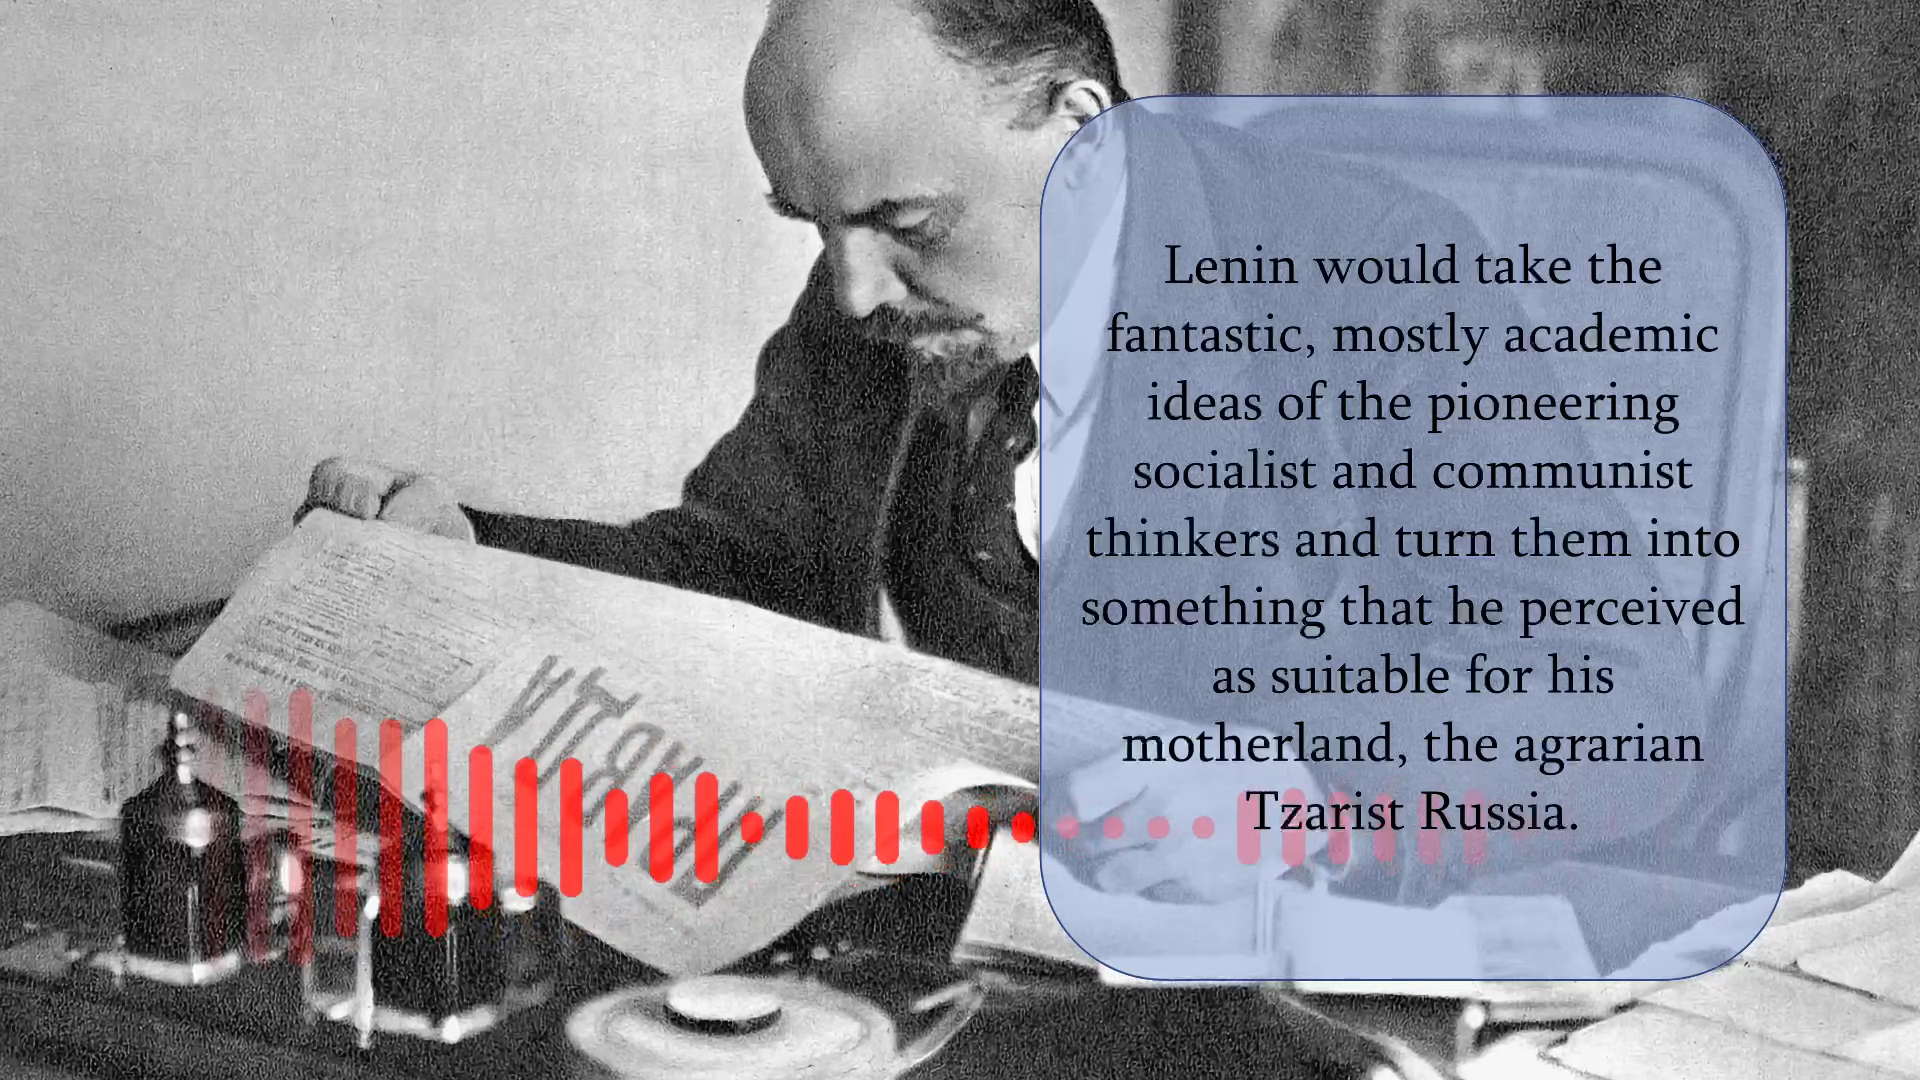 Lenin would take the
fantastic, mostly academic
ideas of the pioneering
socialist and communist
thinkers and turn them into
something that he perceived
as suitable for his
motherland, the agrarian
Tzarist Russia.
ПРАВДА